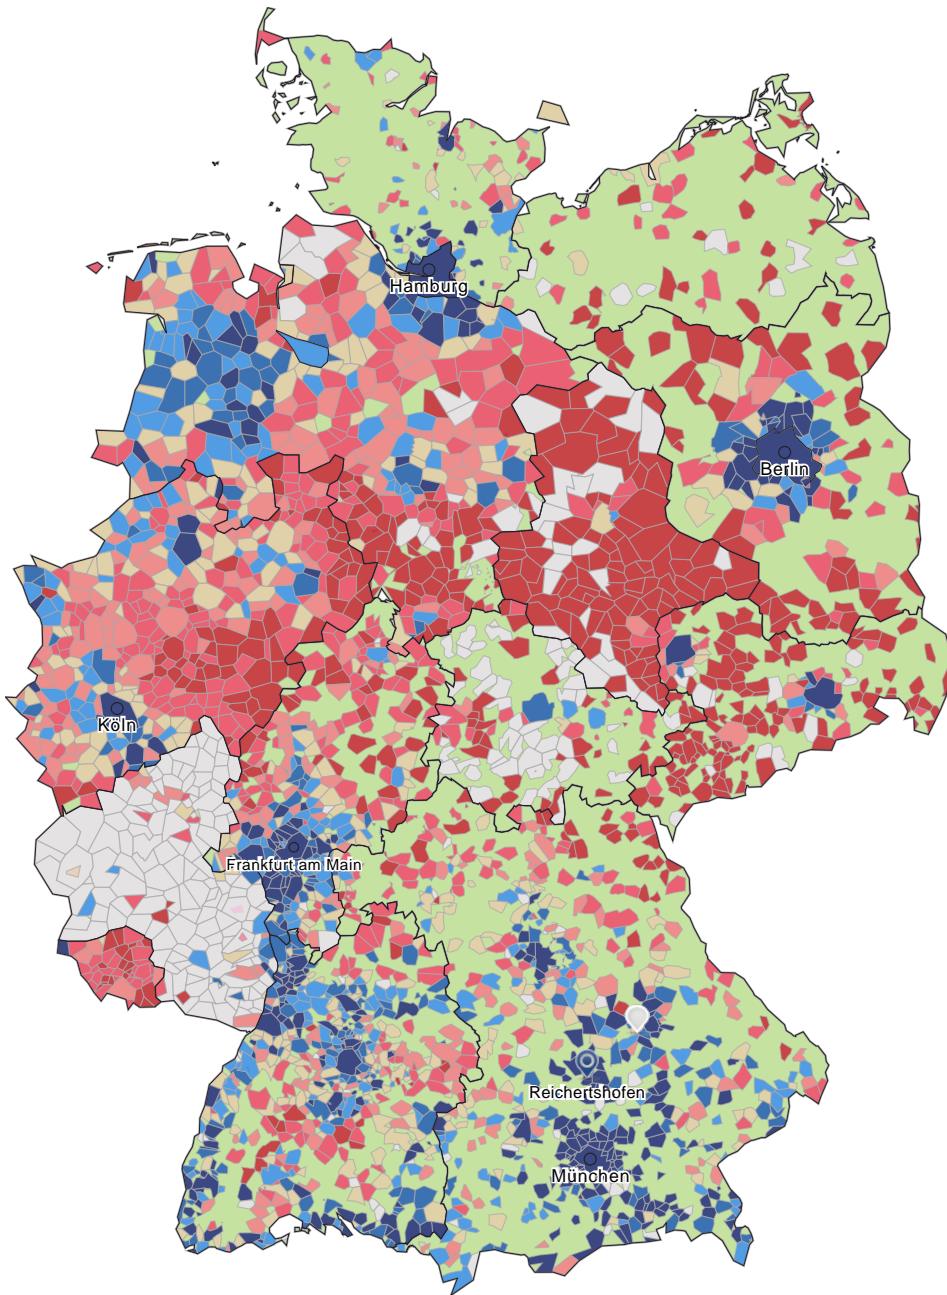 Hamburg
Berlin
Köln
Frankfurt am Main
Reichertshofen
München